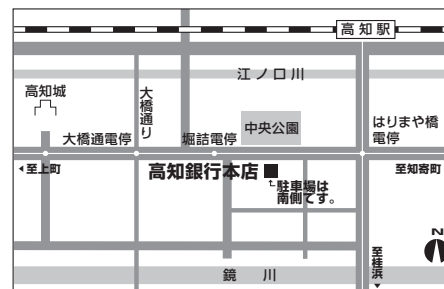 高知駅
江ノ口川
高知城
大橋通り
中央公園
はりまや橋
電停
大橋通電停
堀詰電停
至上町
高知銀行本店
駐車場は
南側です。
至知寄町
N
至桂浜
鏡川